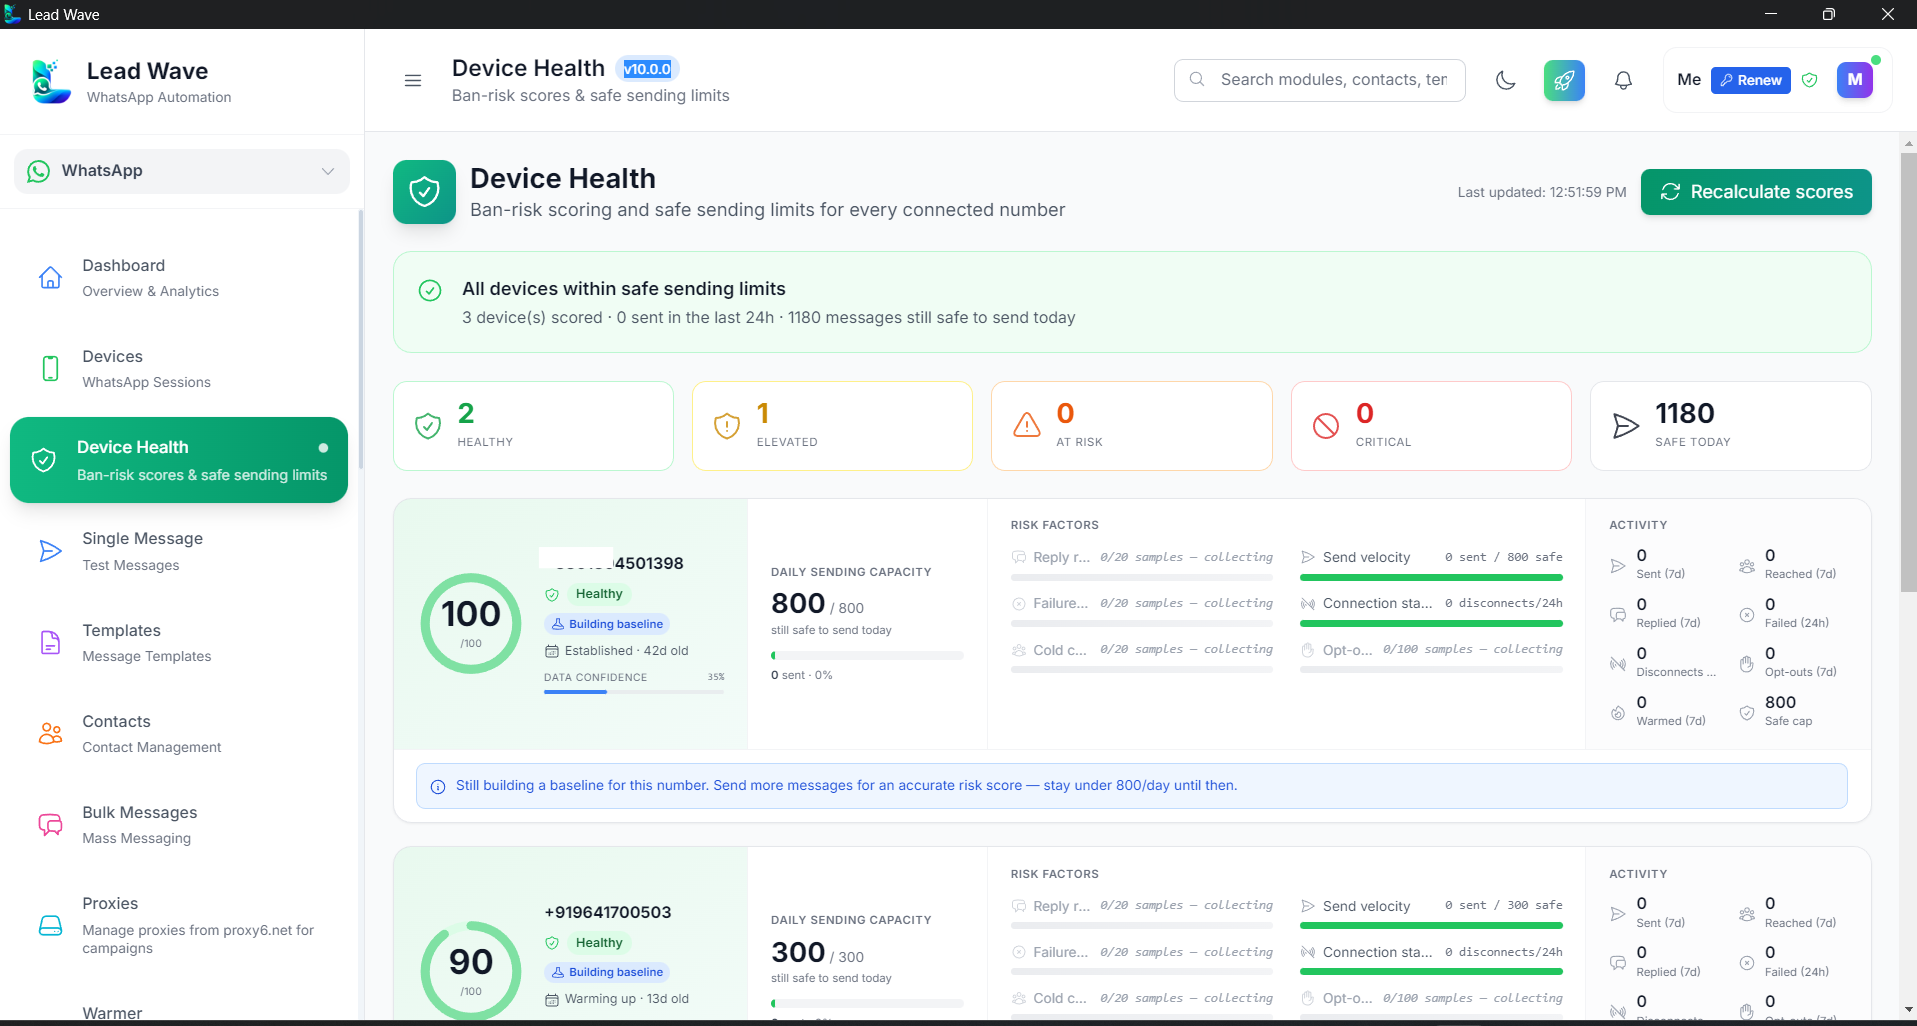 Lead Wave
Lead Wave
WhatsApp Automation
WhatsApp
Dashboard
Overview & Analytics
Devices
WhatsApp Sessions
Device Health
Ban-risk scores & safe sending limits
Single Message
Test Messages
Templates
Message Templates
Contacts
Contact Management
Bulk Messages
Mass Messaging
Proxies
Manage proxies from proxy6.net for
campaigns
Warmer
Device Health v10.0.0
Ban-risk scores & safe sending limits
Search modules, contacts, ter
Me Renew M
Device Health
Ban-risk scoring and safe sending limits for every connected number
Last updated: 12:51:59 PM
Recalculate scores
All devices within safe sending limits
3 device(s) scored · 0 sent in the last 24h · 1180 messages still safe to send today
2
HEALTHY
1
ELEVATED
0
AT RISK
0
CRITICAL
1180
SAFE TODAY
100
/100
4501398
Healthy
Building baseline
Established · 42d old
DATA CONFIDENCE 35%
DAILY SENDING CAPACITY
800 / 800
still safe to send today
0 sent · 0%
RISK FACTORS
Reply r... 0/20 samples — collecting
Send velocity 0 sent / 800 safe
Failure... 0/20 samples — collecting
Connection sta... 0 disconnects/24h
Cold c... 0/20 samples — collecting
Opt-o... 0/100 samples — collecting
ACTIVITY
0
Sent (7d)
0
Reached (7d)
0
Replied (7d)
0
Failed (24h)
0
Disconnects ...
0
Opt-outs (7d)
0
Warmed (7d)
800
Safe cap
Still building a baseline for this number. Send more messages for an accurate risk score — stay under 800/day until then.
90
/100
+919641700503
Healthy
Building baseline
Warming up · 13d old
DAILY SENDING CAPACITY
300 / 300
still safe to send today
RISK FACTORS
Reply r... 0/20 samples — collecting
Send velocity 0 sent / 300 safe
Failure... 0/20 samples — collecting
Connection sta... 0 disconnects/24h
Cold c... 0/20 samples — collecting
Opt-o... 0/100 samples — collecting
ACTIVITY
0
Sent (7d)
0
Reached (7d)
0
Replied (7d)
0
Failed (24h)
0
0